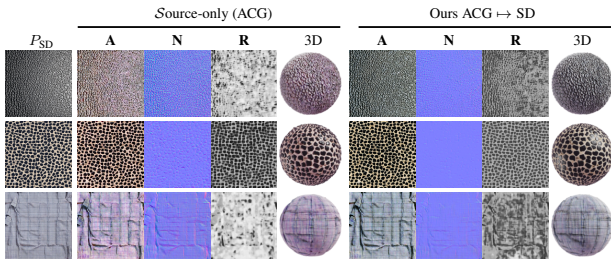 𝒮ource-only (ACG) Ours ACG ↦ SD
P_SD A N R 3D A N R 3D